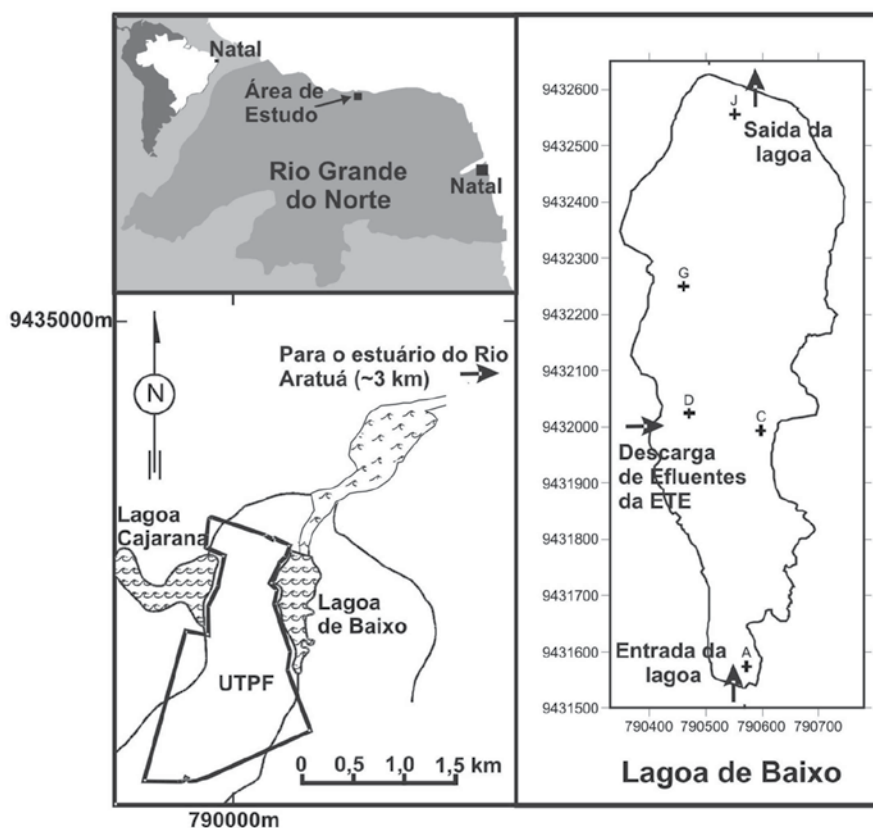 Natal
Área de
Estudo
Rio Grande
do Norte
Natal
9435000m
Para o estuário do Rio
Aratuá (~3 km)
N
Lagoa
Cajarana
Lagoa
de Baixo
UTPF
0 0,5 1.0 1,5 km
790000m
9432600
9432500
9432400
9432300
9432200
9432100
9432000
9431900
9431800
9431700
9431600
9431500
J
Saida da
lagoa
G
D
C
Descarga
de Efluentes
da ETE
Entrada da
lagoa
A
790400 790500 790600 790700
Lagoa de Baixo